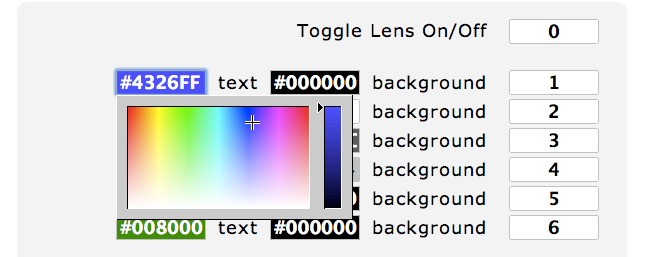 Toggle Lens On/Off 0
#4326FF text #000000 background 1
background 2
background 3
background 4
background 5
#008000 text #000000 background 6